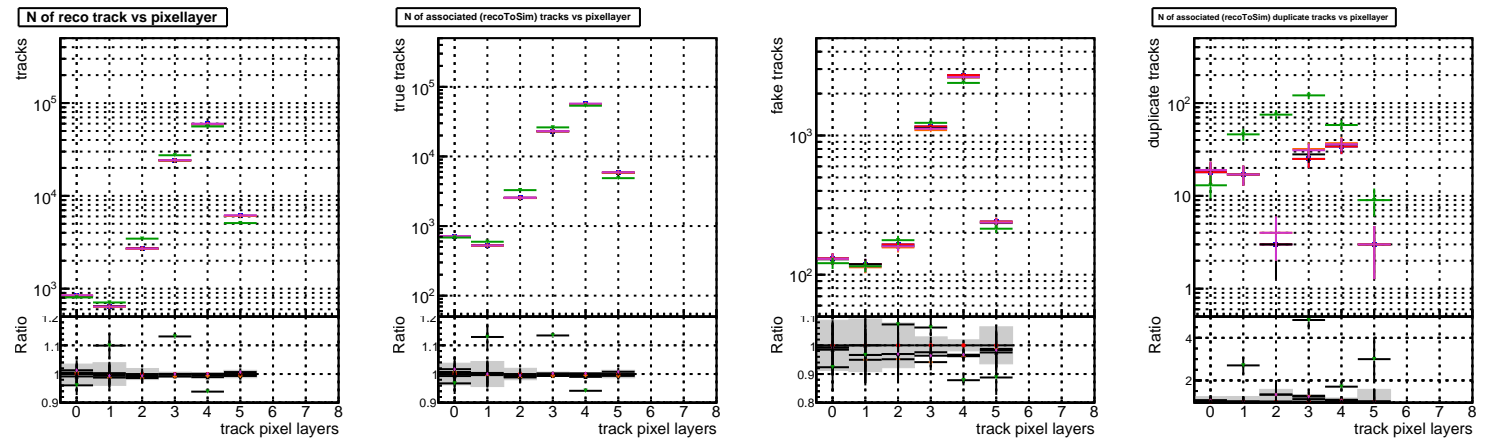 N of reco track vs pixellayer
tracks
10^5
10^4
10^3
Ratio
1.2
1.1
1
0.9
0 1 2 3 4 5 6 7 8
track pixel layers
N of associated (recoToSim) tracks vs pixellayer
true tracks
10^5
10^4
10^3
10^2
Ratio
1.2
1.1
1
0.9
0 1 2 3 4 5 6 7 8
track pixel layers
fake tracks
10^3
10^2
Ratio
1.1
1
0.9
0.8
0 1 2 3 4 5 6 7 8
track pixel layers
N of associated (recoToSim) duplicate tracks vs pixellayer
duplicate tracks
10^2
10
1
Ratio
4
2
0 1 2 3 4 5 6 7 8
track pixel layers